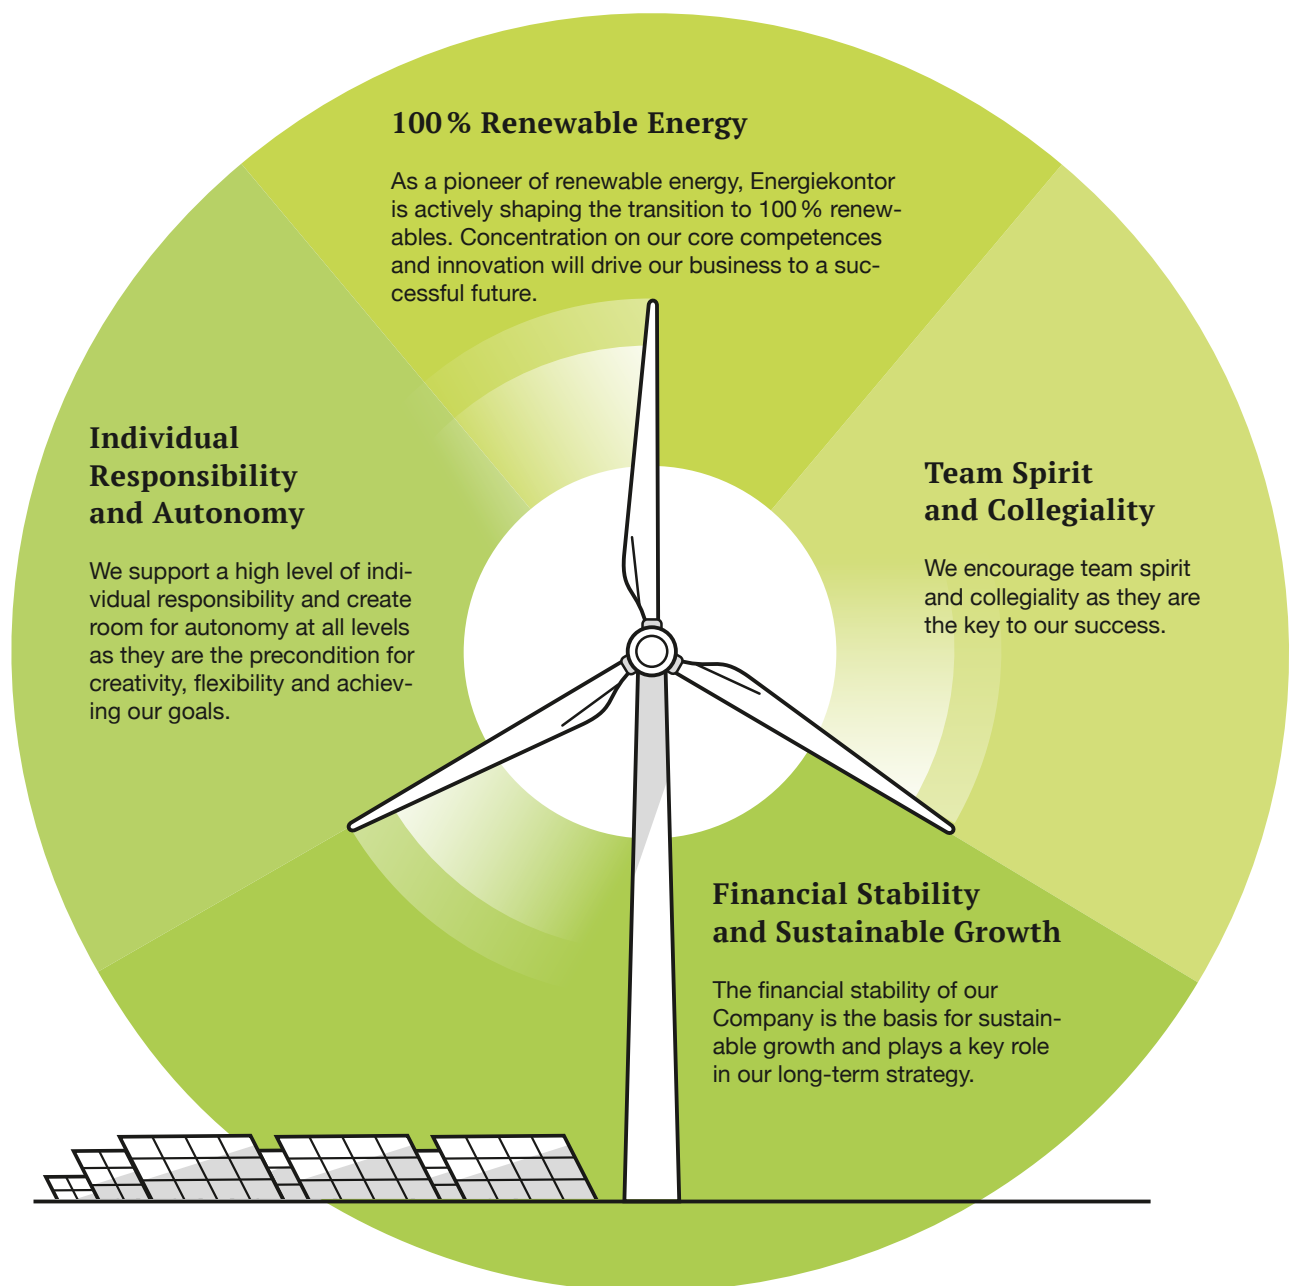 100 % Renewable Energy
As a pioneer of renewable energy, Energiekontor
is actively shaping the transition to 100 % renew-
ables. Concentration on our core competences
and innovation will drive our business to a suc-
cessful future.
Individual
Responsibility
and Autonomy
We support a high level of indi-
vidual responsibility and create
room for autonomy at all levels
as they are the precondition for
creativity, flexibility and achiev-
ing our goals.
Team Spirit
and Collegiality
We encourage team spirit
and collegiality as they are
the key to our success.
Financial Stability
and Sustainable Growth
The financial stability of our
Company is the basis for sustain-
able growth and plays a key role
in our long-term strategy.